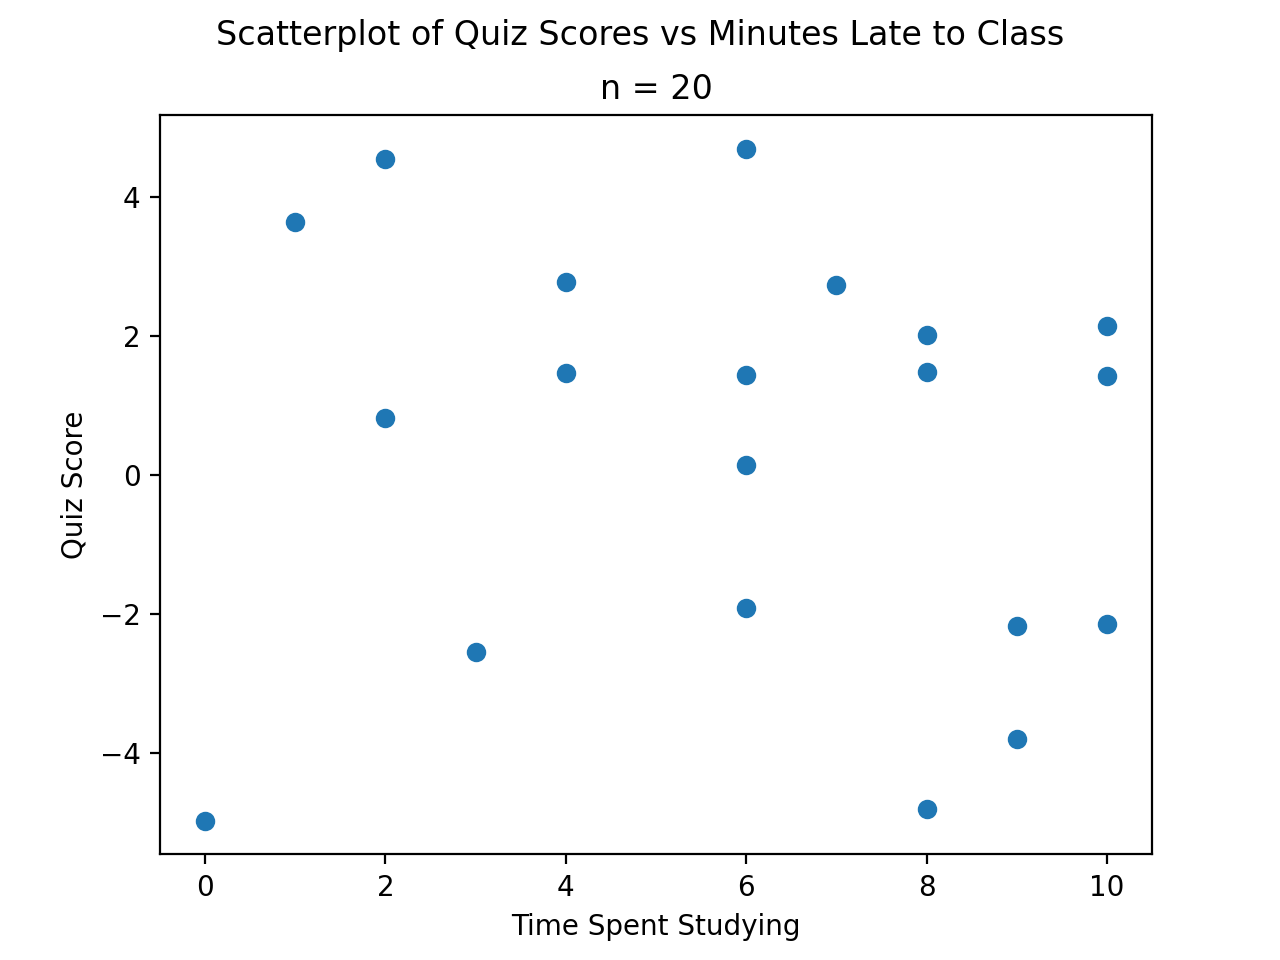 Scatterplot of Quiz Scores vs Minutes Late to Class
n = 20
4
2
0
−2
−4
Quiz Score
0 2 4 6 8 10
Time Spent Studying